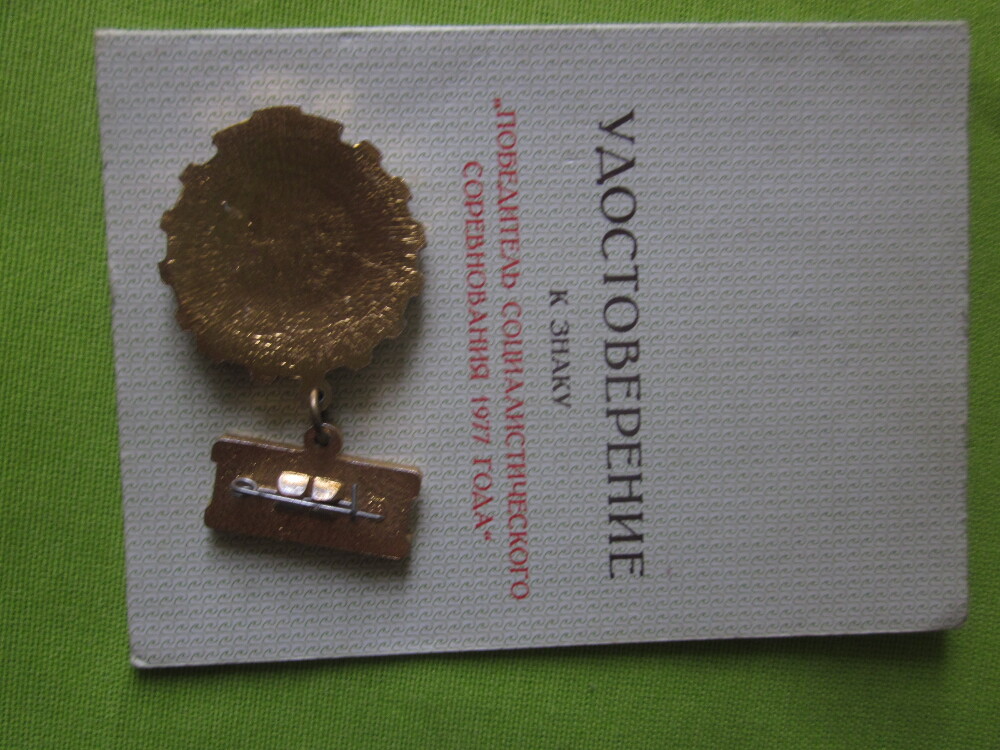 УДОСТОВЕРЕНИЕ
К ЗНАКУ
„ПОБЕДИТЕЛЬ СОЦИАЛИСТИЧЕСКОГО
СОРЕВНОВАНИЯ 1977 ГОДА“